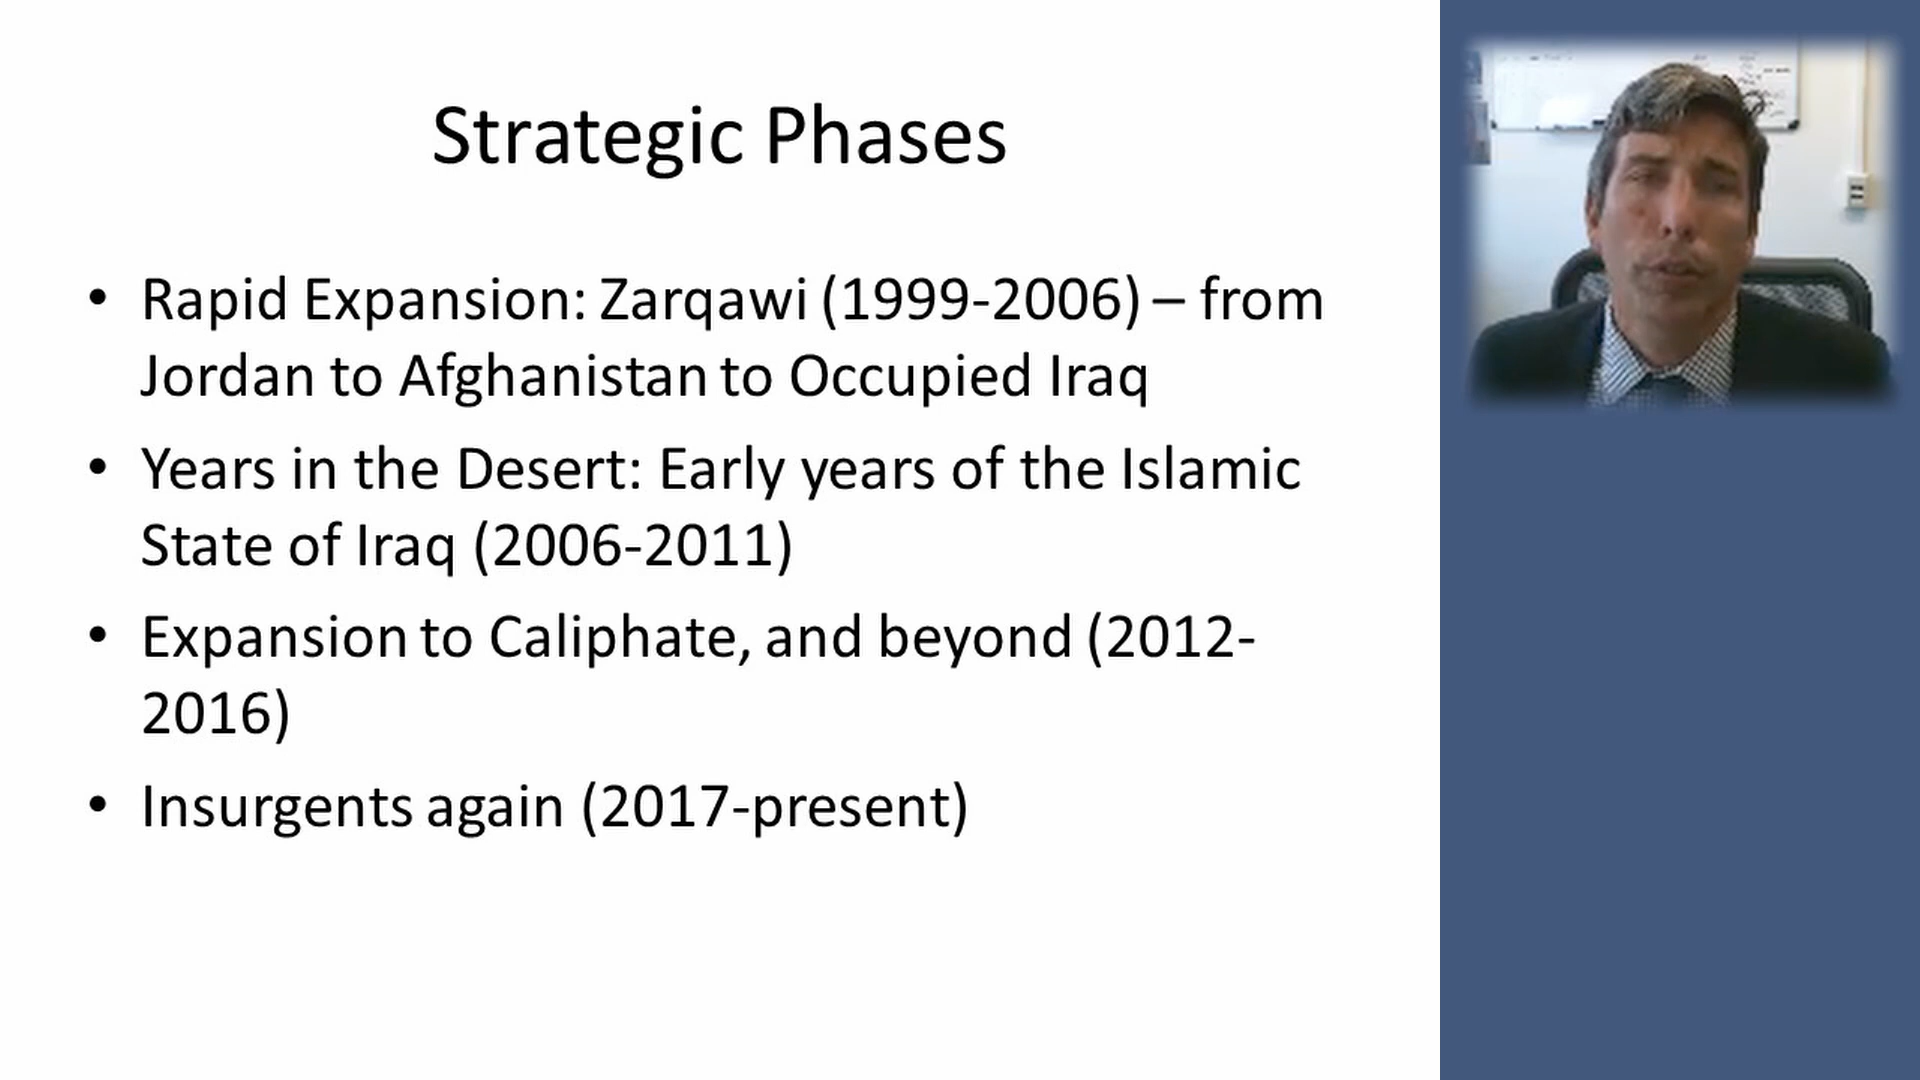 Strategic Phases
• Rapid Expansion: Zarqawi (1999-2006) – from
Jordan to Afghanistan to Occupied Iraq
• Years in the Desert: Early years of the Islamic
State of Iraq (2006-2011)
• Expansion to Caliphate, and beyond (2012-
2016)
• Insurgents again (2017-present)